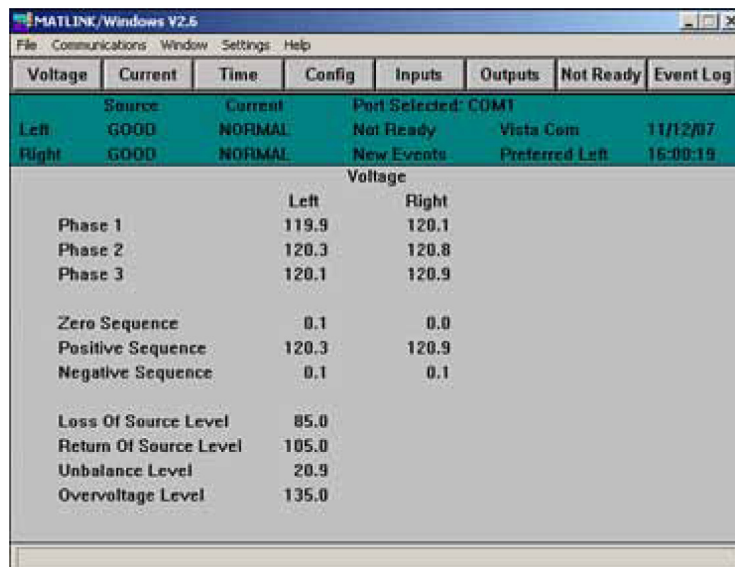 MATLINK/Windows V2.6
File Communications Window Settings Help
Voltage Current Time Config Inputs Outputs Not Ready Event Log
Source Current Port Selected: COM1
Left GOOD NORMAL Not Ready Vista Com 11/12/07
Right GOOD NORMAL New Events Preferred Left 16:00:19
Voltage
Left Right
Phase 1 119.9 120.1
Phase 2 120.3 120.8
Phase 3 120.1 120.9
Zero Sequence 0.1 0.0
Positive Sequence 120.3 120.9
Negative Sequence 0.1 0.1
Loss Of Source Level 85.0
Return Of Source Level 105.0
Unbalance Level 20.9
Overvoltage Level 135.0